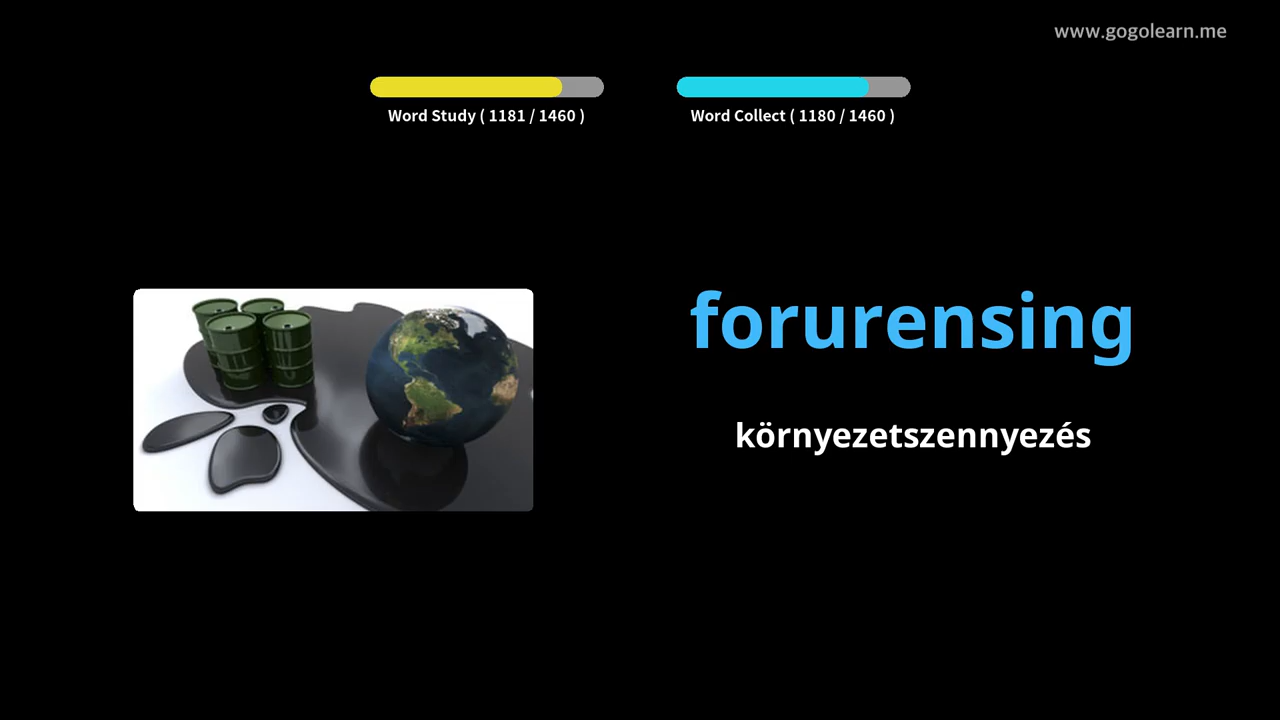 www.gogolearn.me
Word Study ( 1181 / 1460 )
Word Collect ( 1180 / 1460 )
forurensing
környezetszennyezés